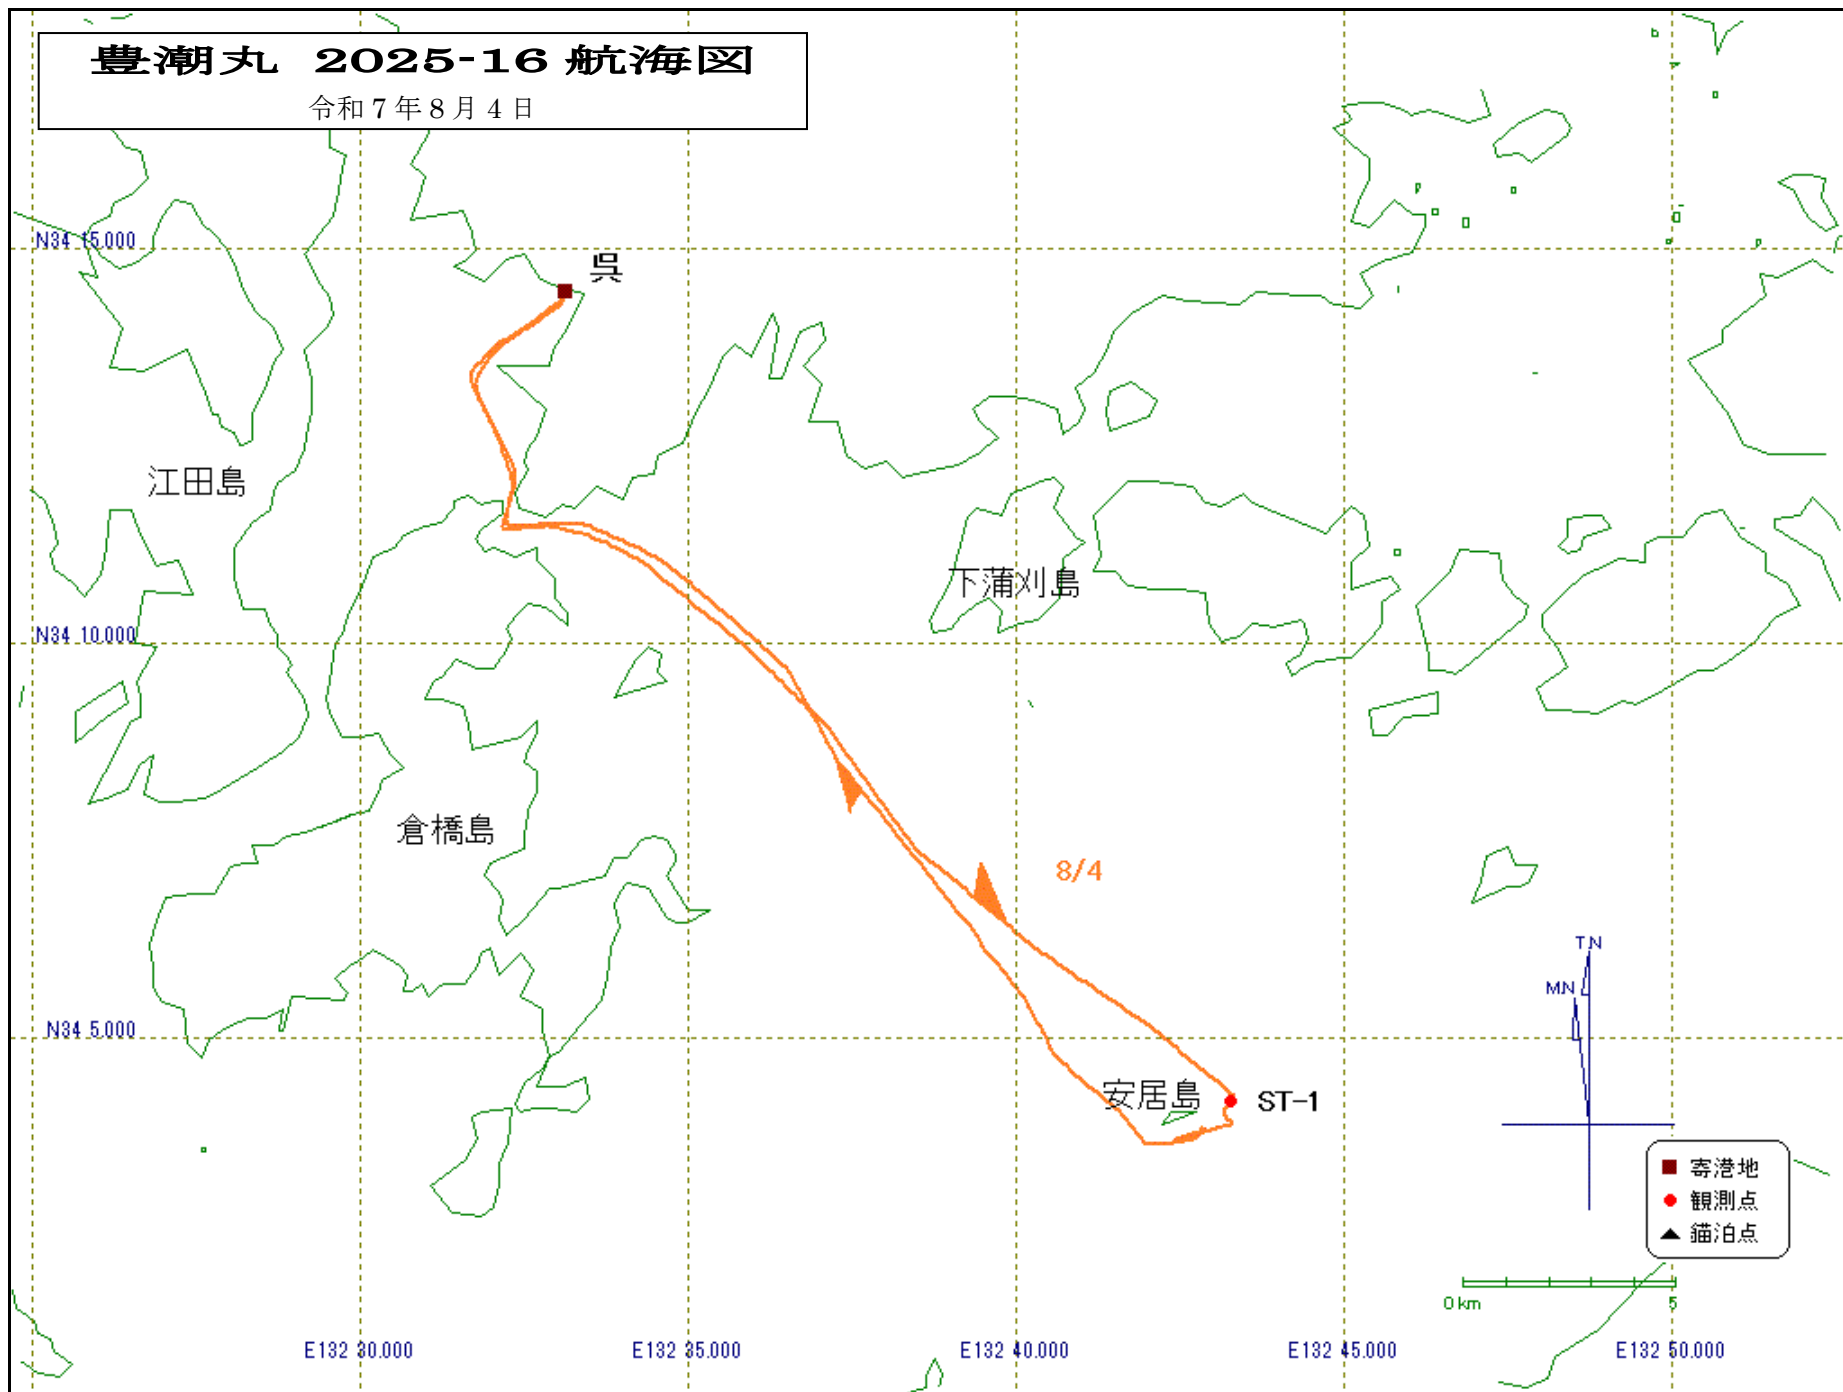 豊潮丸 2025-16 航海図
令和7年8月4日
N34 15.000
呉
江田島
下蒲刈島
N34 10.000
倉橋島
8/4
T.N
M.N
N34 5.000
安居島
ST-1
寄港地
観測点
錨泊点
0 km 5
E132 30.000 E132 35.000 E132 40.000 E132 45.000 E132 50.000